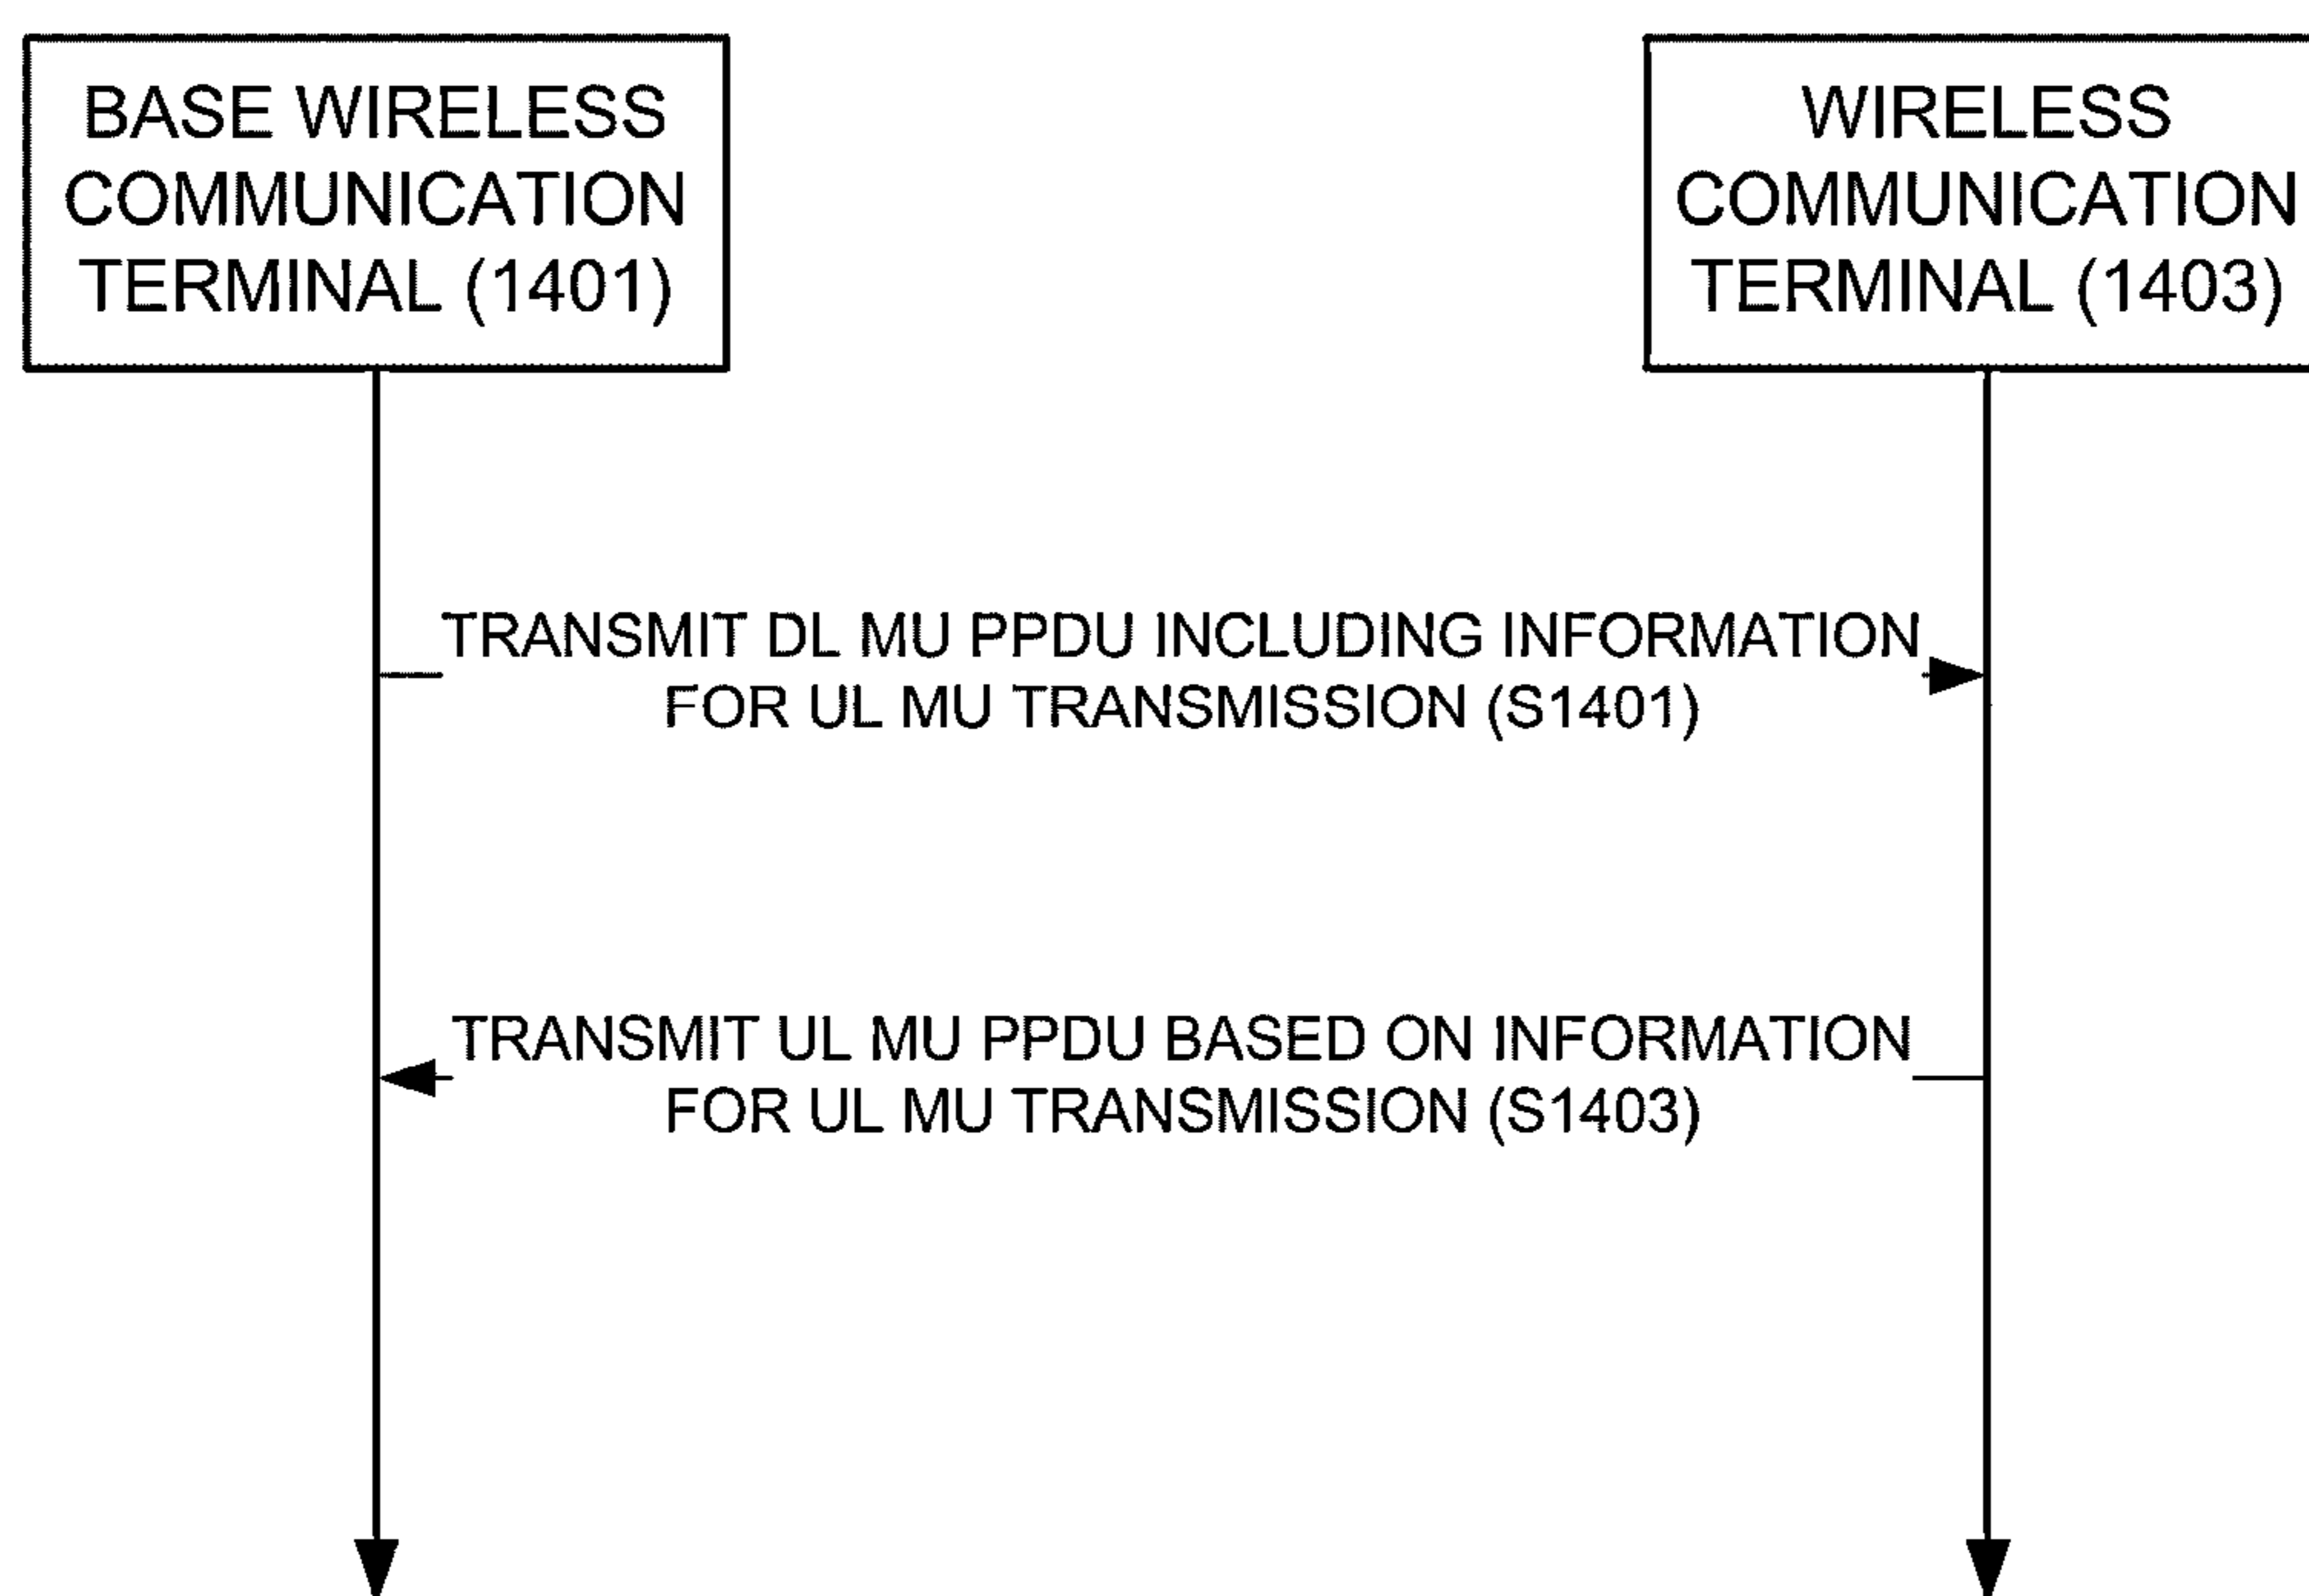 BASE WIRELESS
COMMUNICATION
TERMINAL (1401)
WIRELESS
COMMUNICATION
TERMINAL (1403)
TRANSMIT DL MU PPDU INCLUDING INFORMATION
FOR UL MU TRANSMISSION (S1401)
TRANSMIT UL MU PPDU BASED ON INFORMATION
FOR UL MU TRANSMISSION (S1403)